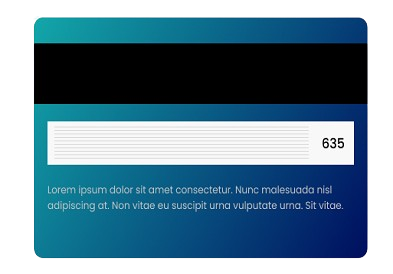 635
Lorem ipsum dolor sit amet consectetur. Nunc malesuada nisl
adipiscing at. Non vitae eu suscipit urna vulputate urna. Sit vitae.